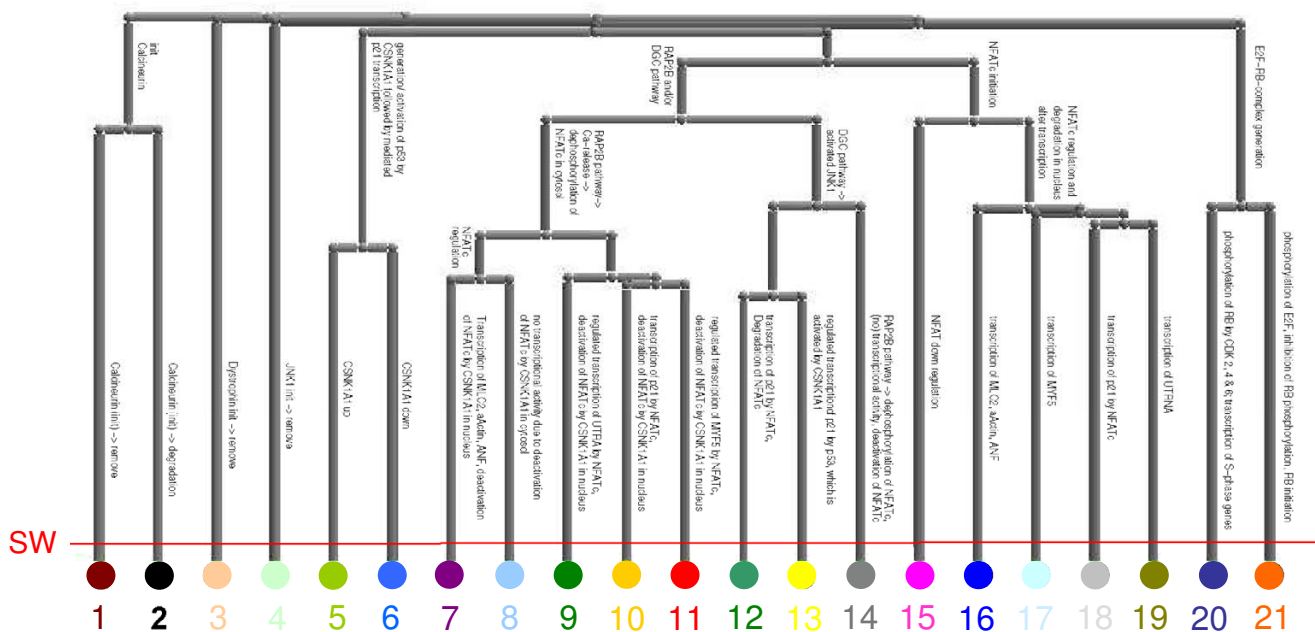 init
Calcineurin
generation/ activation of p53 by
CSNK1A1 followed by mediated
p21 transcription
RAP2B and/or
DGC pathway
NFATc initiation
E2F-RB-complex generation
RAP2B pathway->
Ca-release ->
dephosphorylation of
NFATc in cytosol
DGC pathway ->
activated JNK1
NFATc regulation and
degradation in nucleus
after transcription
NFATc
regulation
Calcineurin (init) -> remove
Calcineurin (init) -> degradation
Dystrophin init -> remove
JNK1 init -> remove
CSNK1A1 up
CSNK1A1 down
Transcription of MLC2, aActin, ANF, deactivation
of NFATc by CSNK1A1 in nucleus
no transcriptional activity due to deactivation
of NFATc by CSNK1A1 in cytosol
regulated transcription of UTRA by NFATc,
deactivation of NFATc by CSNK1A1 in nucleus
transcription of p21 by NFATc,
deactivation of NFATc by CSNK1A1 in nucleus
regulated transcription of MYF5 by NFATc,
deactivation of NFATc by CSNK1A1 in nucleus
transcription of p21 by NFATc,
Degradation of NFATc
regulated transcriptiond p21 by p53, which is
activated by CSNK1A1
RAP2B pathway -> dephosphorylation of NFATc,
(no) transcriptional activity, deactivation of NFATc
NFAT down regulation
transcription of MLC2, aActin, ANF
transcription of MYF5
transcription of p21 by NFATc
transcription of UTRNA
phosphorylation of RB by CDK 2, 4 & 6; transcription of S-phase genes
phosphorylation of E2F, inhibition of RB phosphorylation, RB initiation
SW
1 2 3 4 5 6 7 8 9 10 11 12 13 14 15 16 17 18 19 20 21